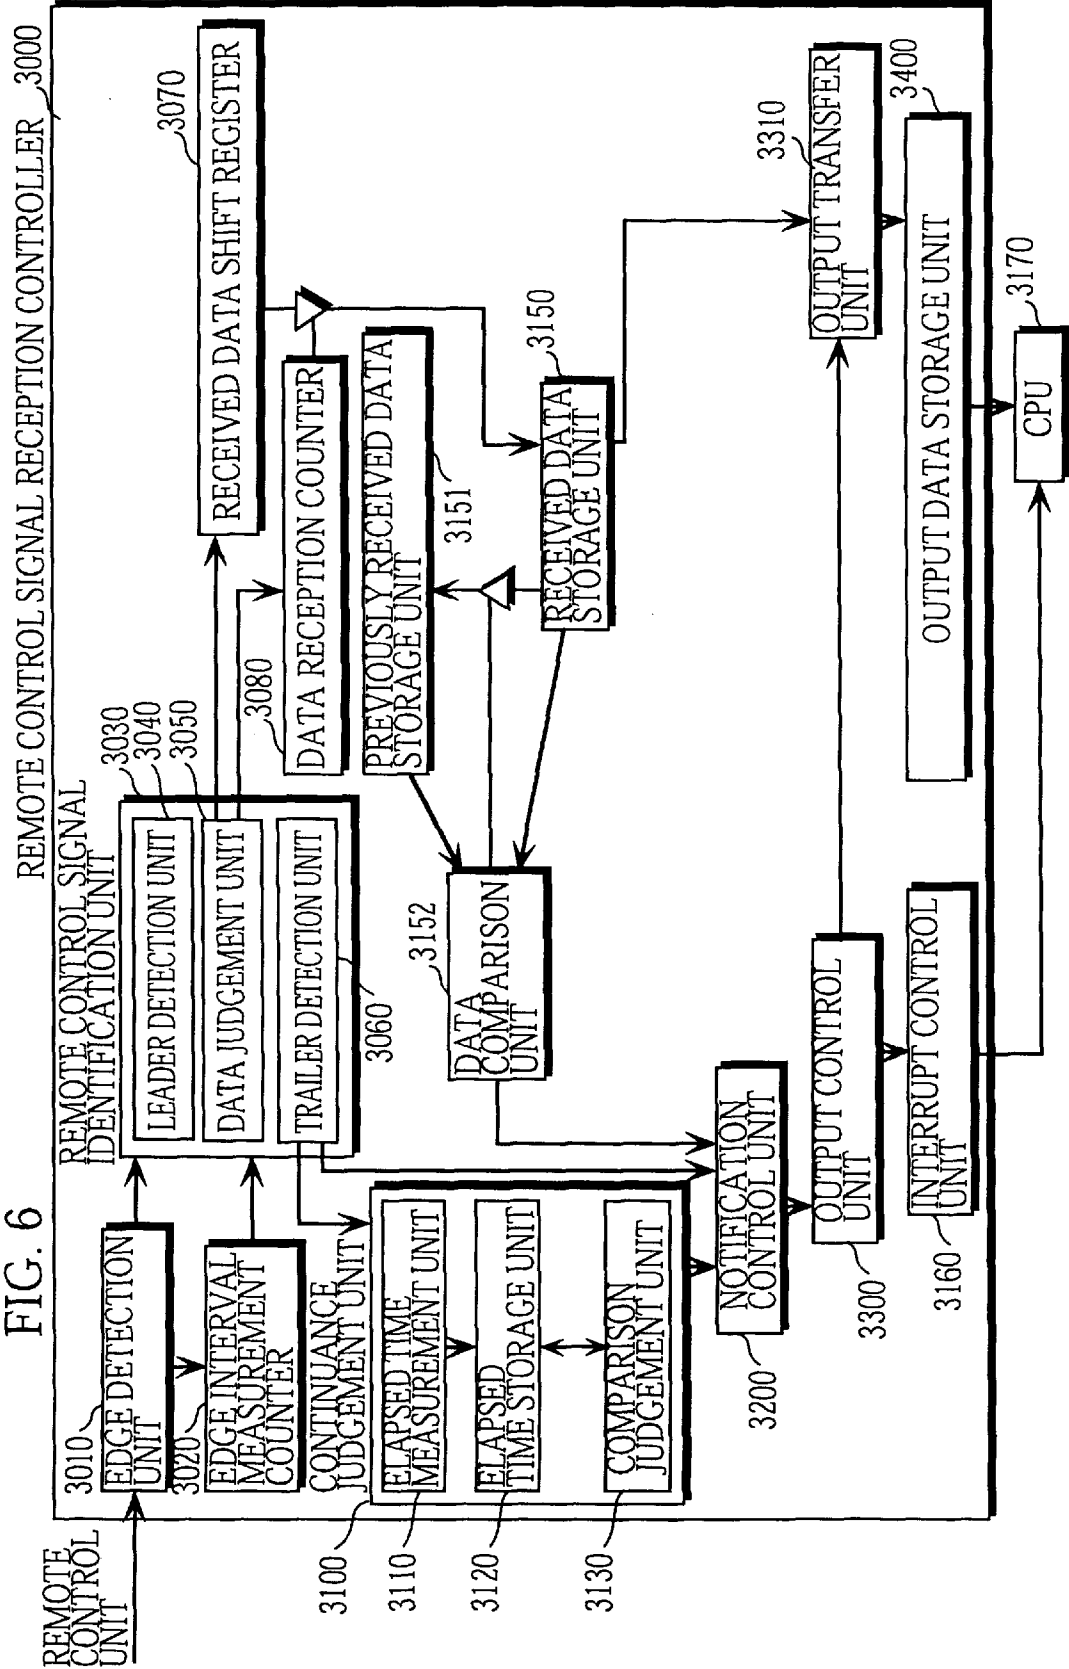 FIG. 6
REMOTE CONTROL SIGNAL RECEPTION CONTROLLER 3000
REMOTE
CONTROL
UNIT
3010
EDGE DETECTION
UNIT
3020
EDGE INTERVAL
MEASUREMENT
COUNTER
REMOTE CONTROL SIGNAL
IDENTIFICATION UNIT
3030
3040
3050
LEADER DETECTION UNIT
DATA JUDGEMENT UNIT
TRAILER DETECTION UNIT
3060
3070
RECEIVED DATA SHIFT REGISTER
3080
DATA RECEPTION COUNTER
PREVIOUSLY RECEIVED DATA
STORAGE UNIT
3151
3150
RECEIVED DATA
STORAGE UNIT
3152
DATA
COMPARISON
UNIT
CONTINUANCE
JUDGEMENT UNIT
3100
ELAPSED TIME
MEASUREMENT UNIT
3110
ELAPSED
TIME STORAGE UNIT
3120
COMPARISON
JUDGEMENT UNIT
3130
NOTIFICATION
CONTROL UNIT
3200
OUTPUT CONTROL
UNIT
3300
3310
OUTPUT TRANSFER
UNIT
INTERRUPT CONTROL
UNIT
3160
3400
OUTPUT DATA STORAGE UNIT
3170
CPU